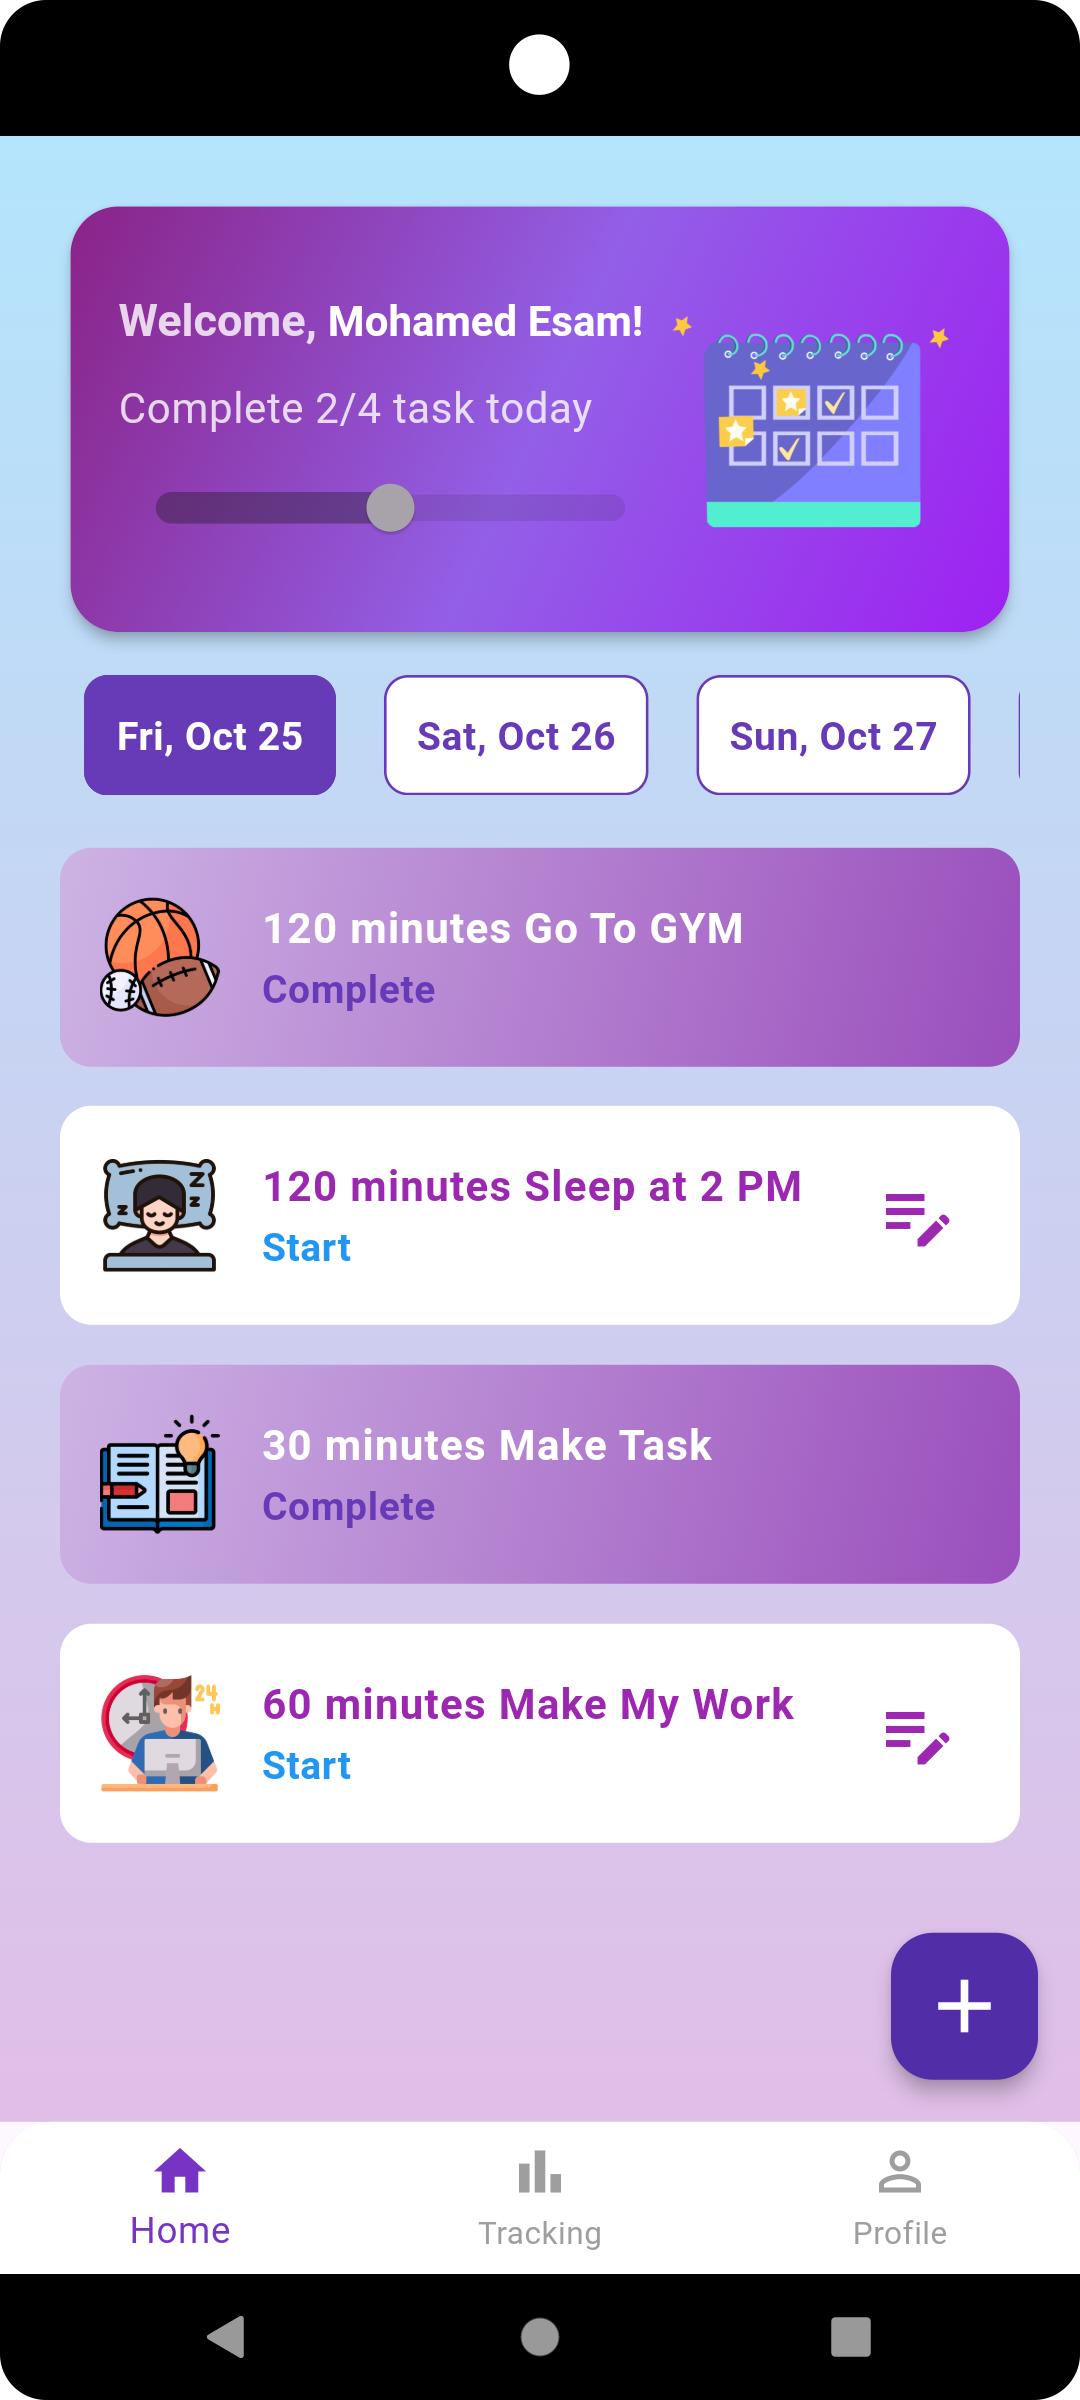 Welcome, Mohamed Esam!
Complete 2/4 task today
Fri, Oct 25
Sat, Oct 26
Sun, Oct 27
120 minutes Go To GYM
Complete
120 minutes Sleep at 2 PM
Start
30 minutes Make Task
Complete
24
H
60 minutes Make My Work
Start
Home
Tracking
Profile